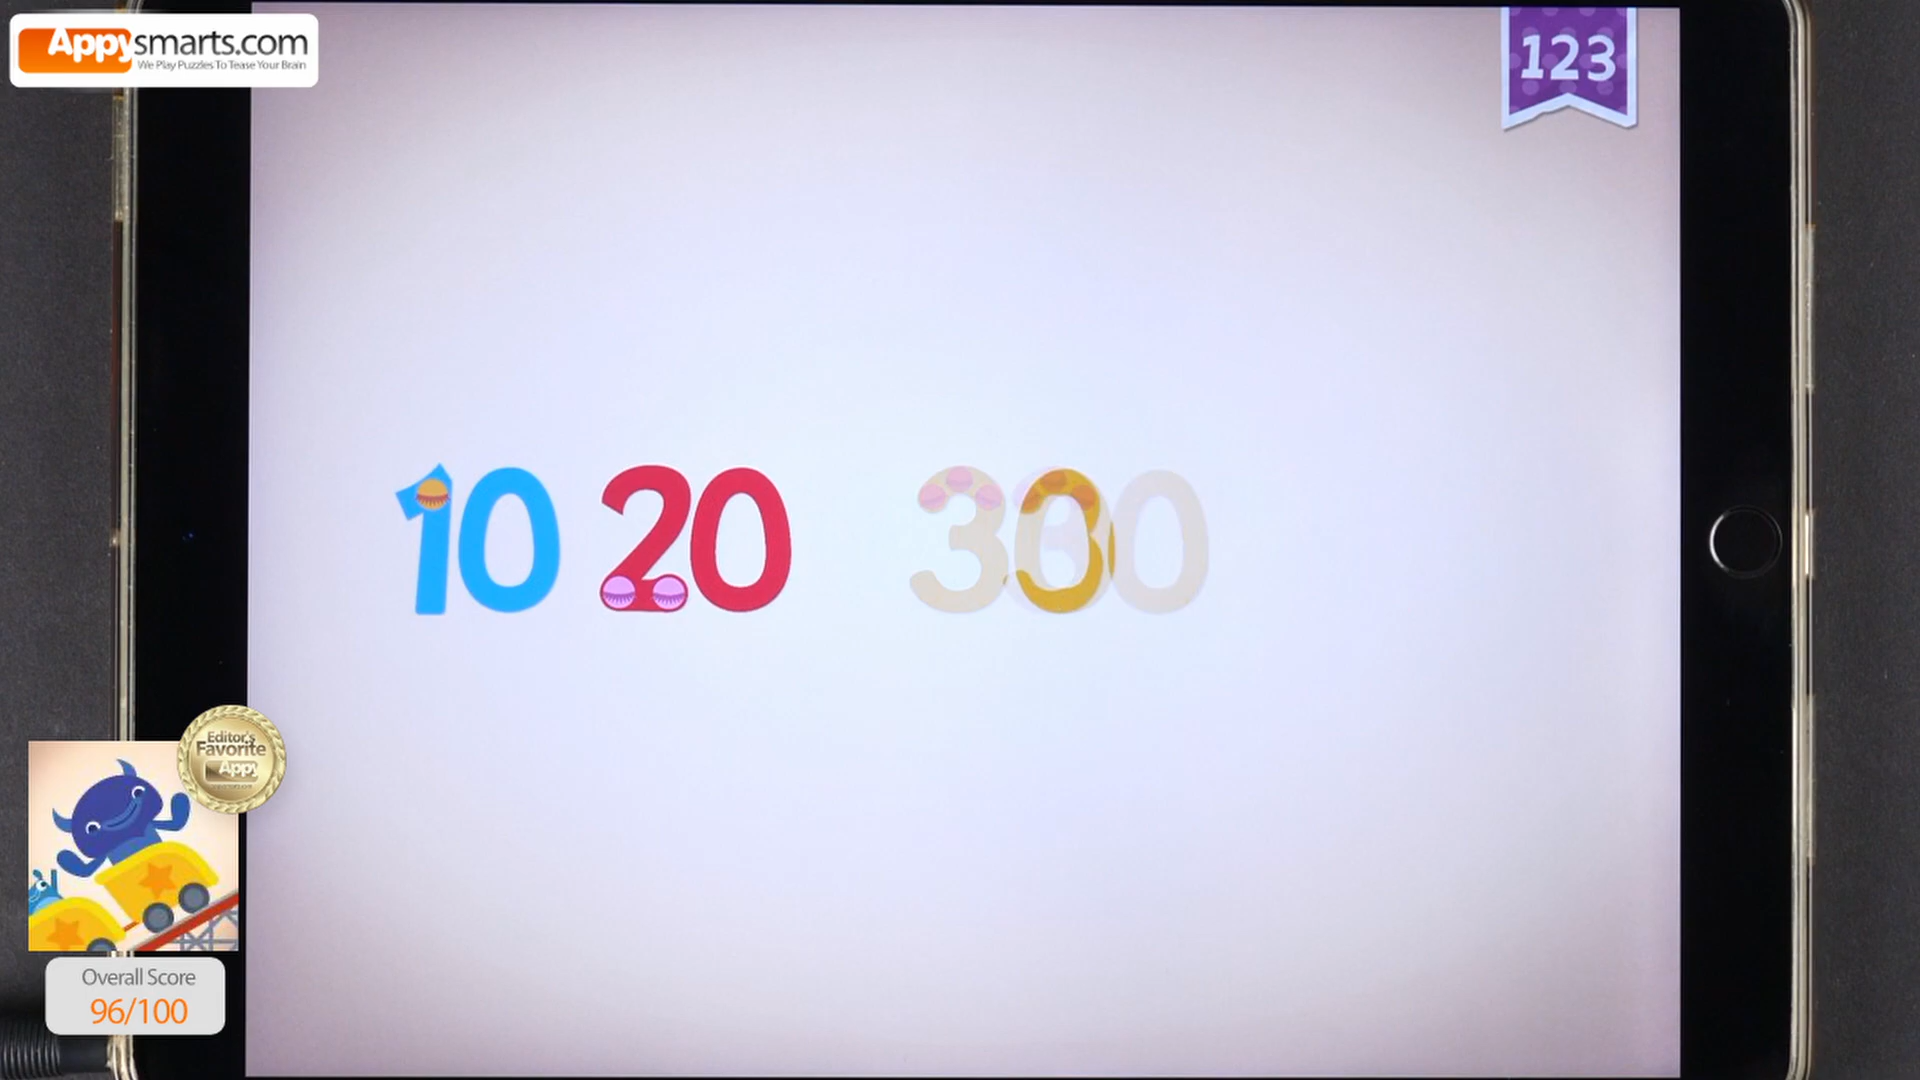 Appysmarts.com
We Play Puzzles To Tease Your Brain
123
10 20 30
Editor's
Favorite
Appy
Overall Score
96/100